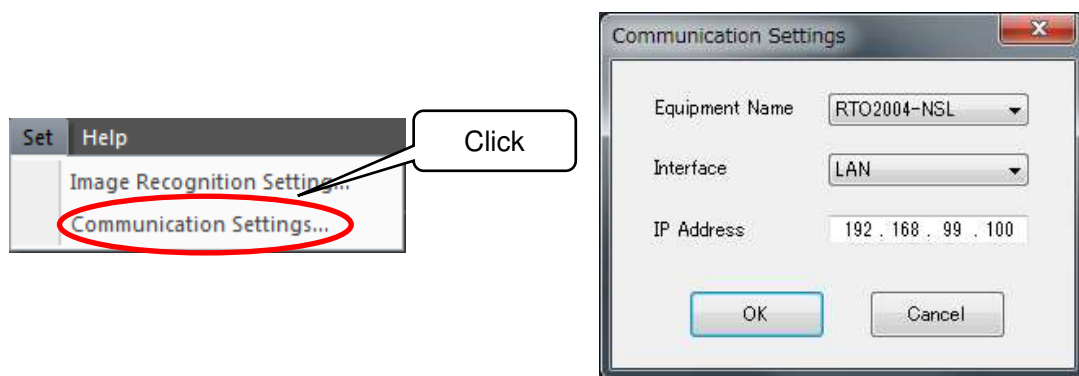 Set Help
Image Recognition Setting...
Communication Settings...
Click
Communication Settings
Equipment Name RTO2004-NSL
Interface LAN
IP Address 192 . 168 . 99 . 100
OK Cancel